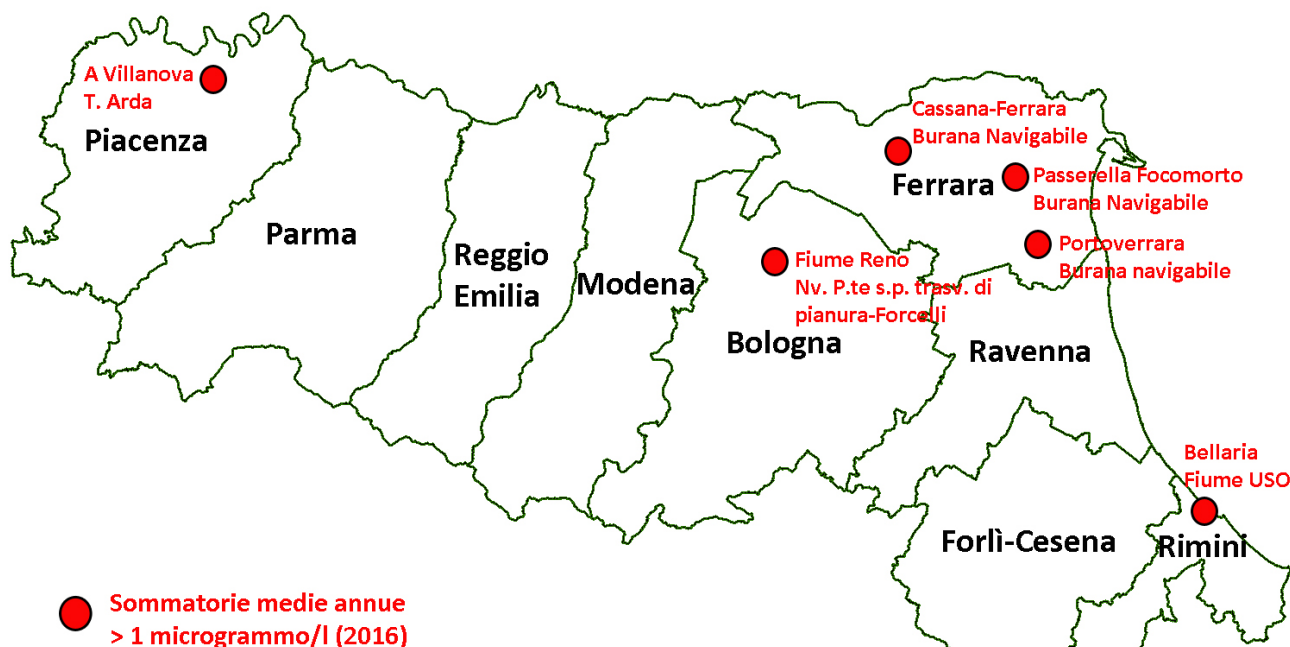 A Villanova
T. Arda
Piacenza
Parma
Reggio
Emilia
Modena
Cassana-Ferrara
Burana Navigabile
Ferrara
Passerella Focomorto
Burana Navigabile
Portoverrara
Burana navigabile
Fiume Reno
Nv. P.te s.p. trasv. di
pianura-Forcelli
Bologna
Ravenna
Bellaria
Fiume USO
Forlì-Cesena
Rimini
Sommatorie medie annue
> 1 microgrammo/l (2016)